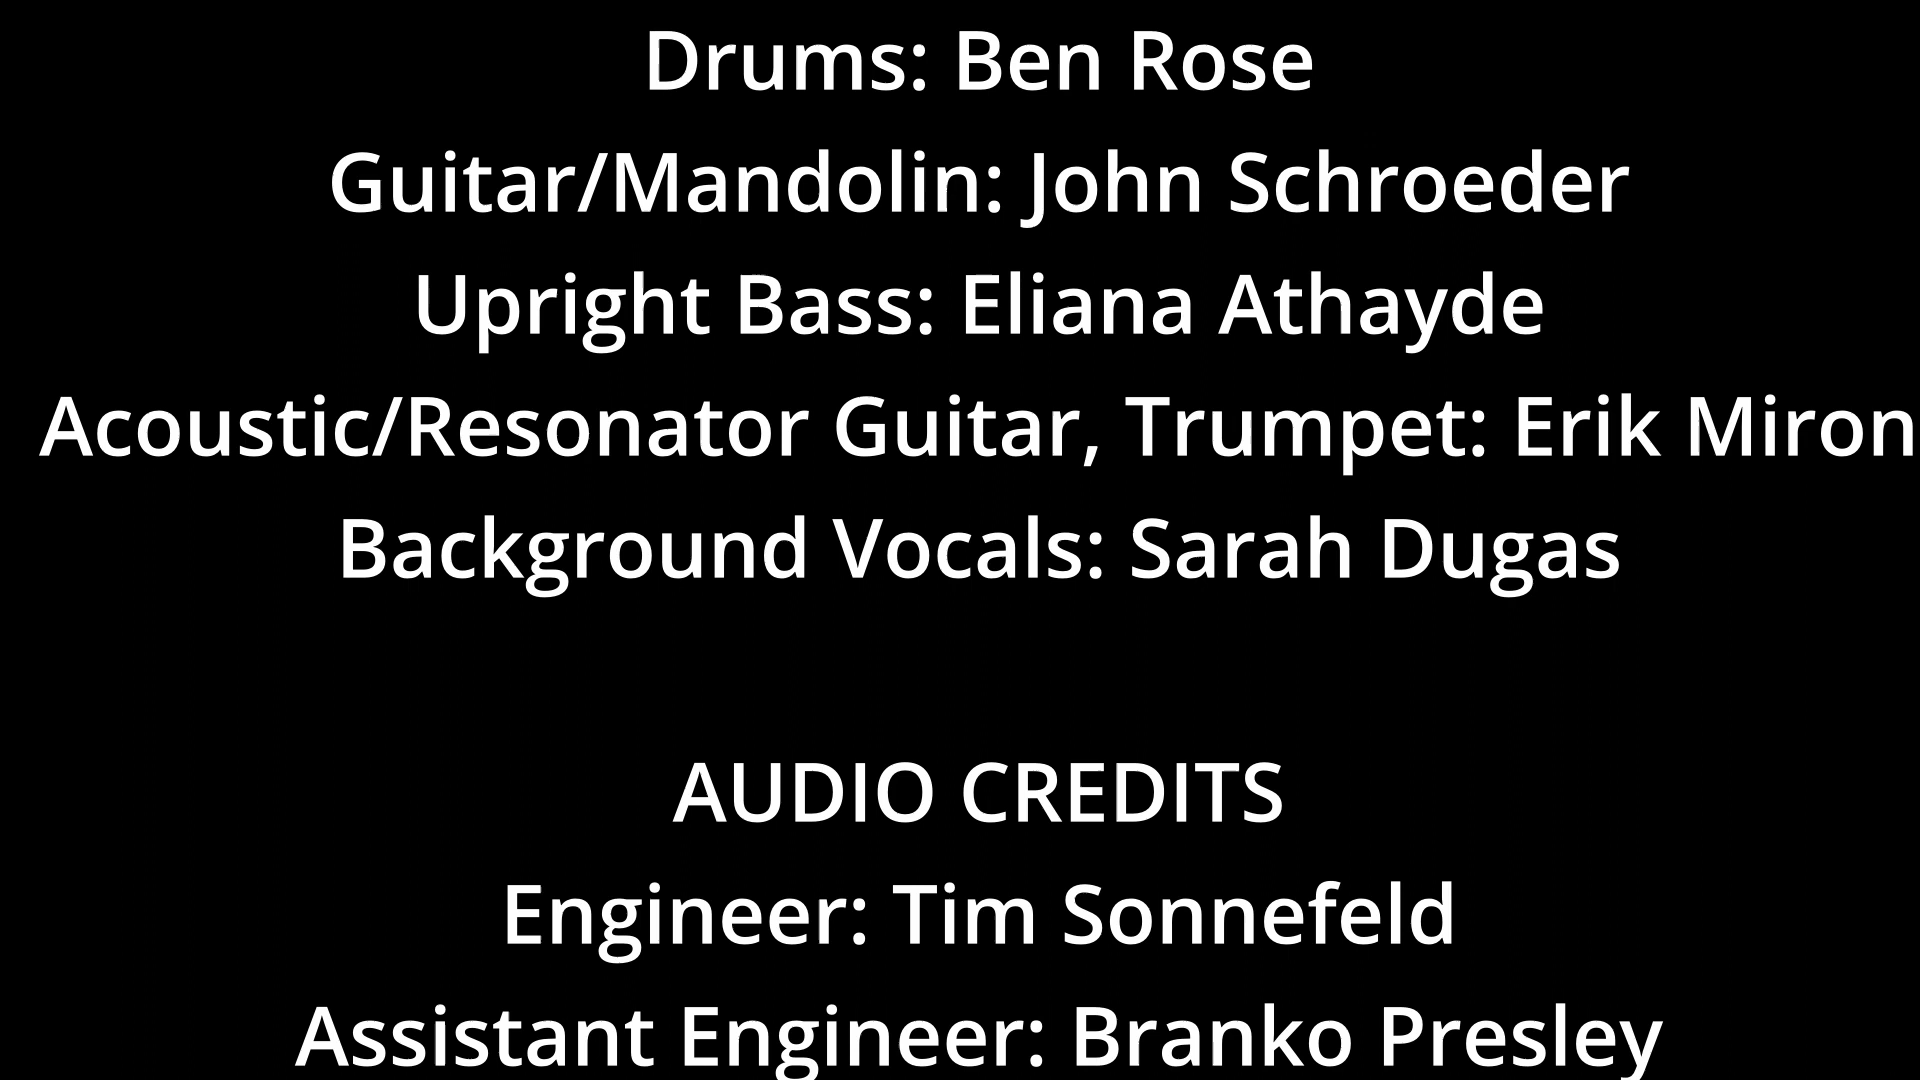 Drums: Ben Rose
Guitar/Mandolin: John Schroeder
Upright Bass: Eliana Athayde
Acoustic/Resonator Guitar, Trumpet: Erik Miron
Background Vocals: Sarah Dugas
AUDIO CREDITS
Engineer: Tim Sonnefeld
Assistant Engineer: Branko Presley